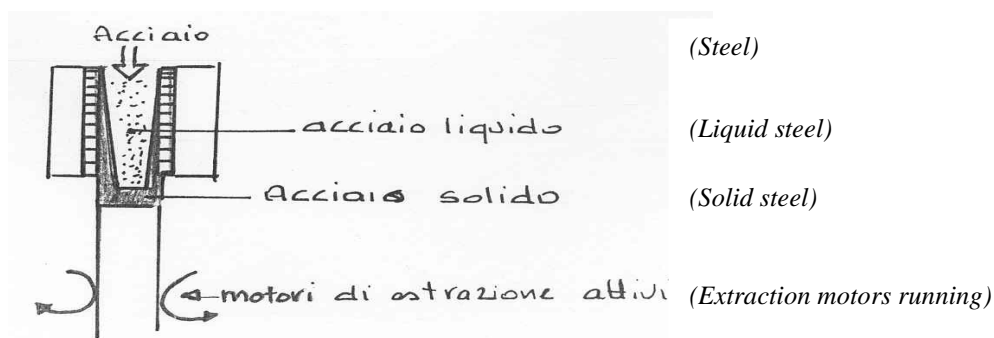 Acciaio (Steel)
acciaio liquido (Liquid steel)
Acciaio solido (Solid steel)
motori di estrazione attivi (Extraction motors running)